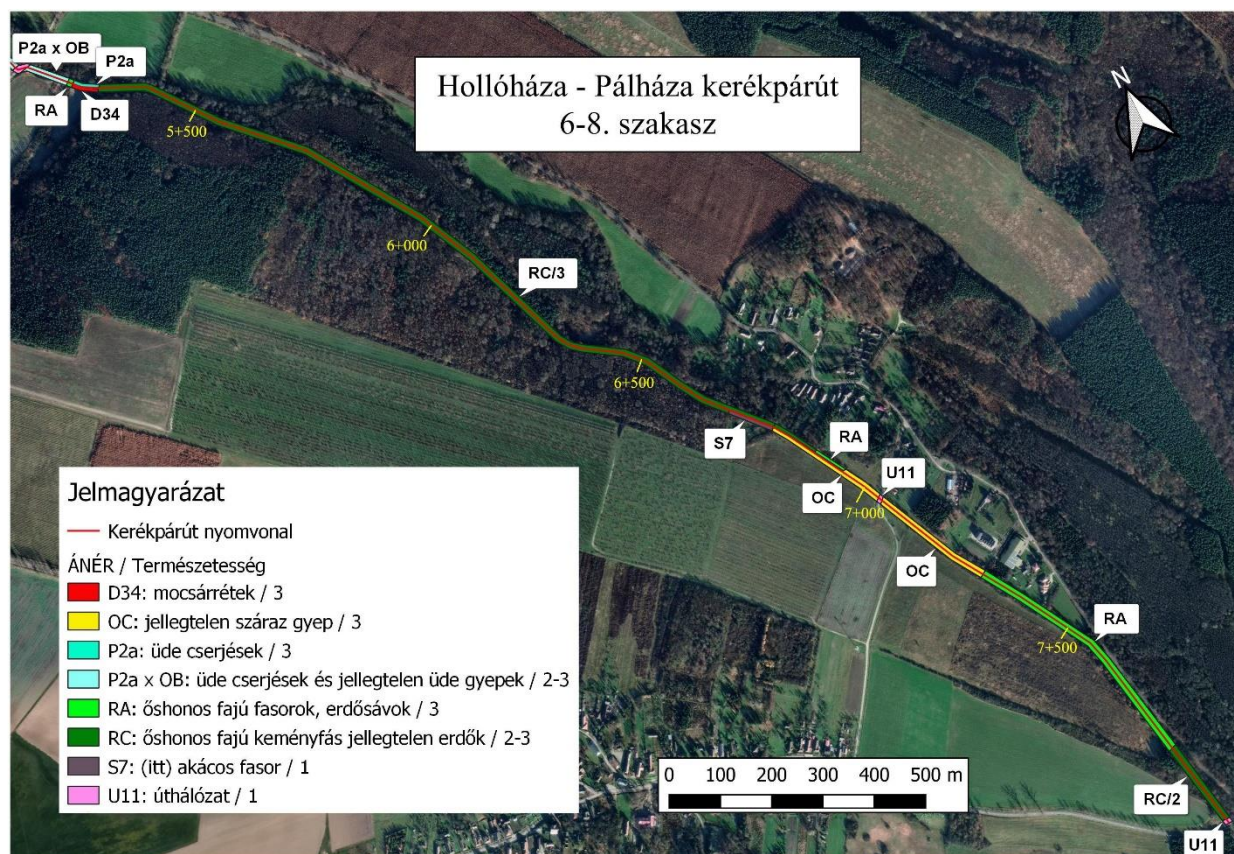 Hollóháza - Pálháza kerékpárút
6-8. szakasz
N
P2a x OB
P2a
RA
D34
5+500
6+000
RC/3
6+500
S7
RA
U11
OC
7+000
OC
RA
7+500
RC/2
U11
Jelmagyarázat
Kerékpárút nyomvonal
ÁNÉR / Természetesség
D34: mocsárrétek / 3
OC: jellegtelen száraz gyep / 3
P2a: üde cserjések / 3
P2a x OB: üde cserjések és jellegtelen üde gyepek / 2-3
RA: őshonos fajú fasorok, erdősávok / 3
RC: őshonos fajú keményfás jellegtelen erdők / 2-3
S7: (itt) akácos fasor / 1
U11: úthálózat / 1
0 100 200 300 400 500 m